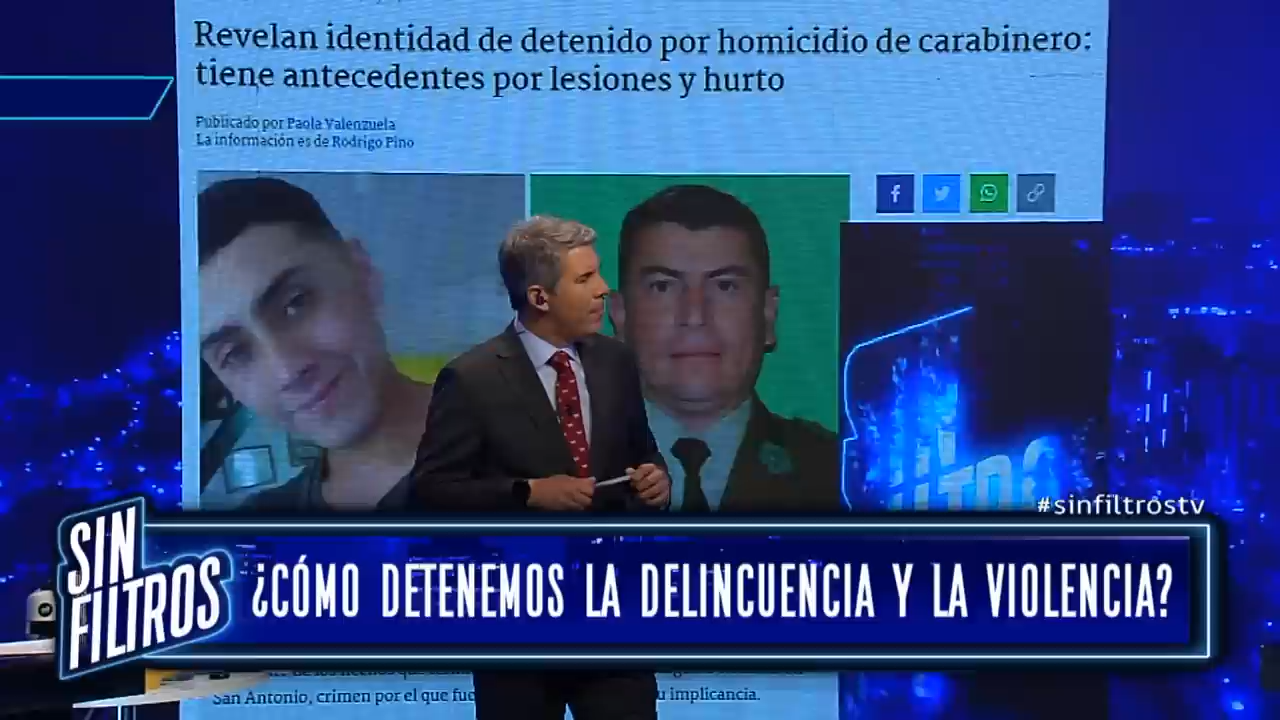 Revelan identidad de detenido por homicidio de carabinero:
tiene antecedentes por lesiones y hurto
Publicado por Paola Valenzuela
La información es de Rodrigo Pino
#sinfiltrostv
SIN
FILTROS
¿CÓMO DETENEMOS LA DELINCUENCIA Y LA VIOLENCIA?
San Antonio, crimen por el que fue implicancia.